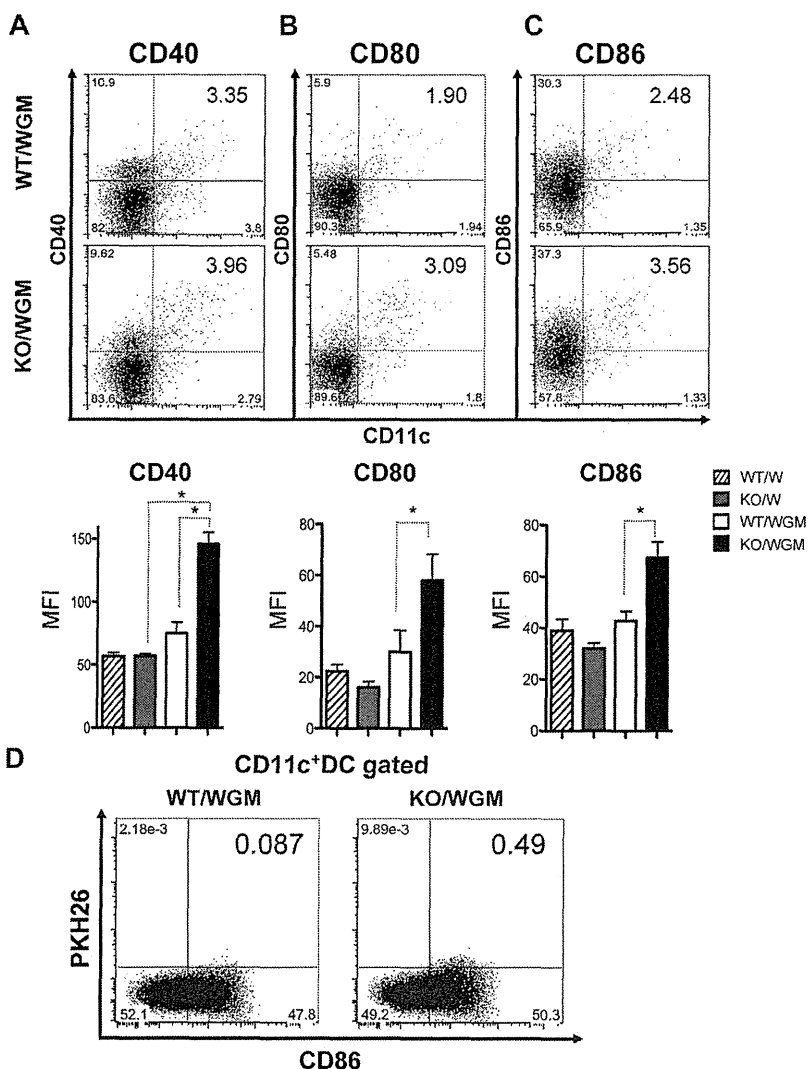 A B C
CD40 CD80 CD86
WT/WGM
10.9 3.35
82 3.8
5.9 1.90
90.3 1.94
30.3 2.48
65.9 1.35
KO/WGM
9.62 3.96
83.6 2.79
5.48 3.09
89.6 1.8
37.3 3.56
57.8 1.33
CD40
CD80
CD86
CD11c
CD40 CD80 CD86
MFI
150
100
50
0
MFI
80
60
40
20
0
MFI
80
60
40
20
0
* *
*
*
WT/W
KO/W
WT/WGM
KO/WGM
D
CD11c+DC gated
WT/WGM KO/WGM
2.18e-3 0.087
52.1 47.8
9.89e-3 0.49
49.2 50.3
PKH26
CD86